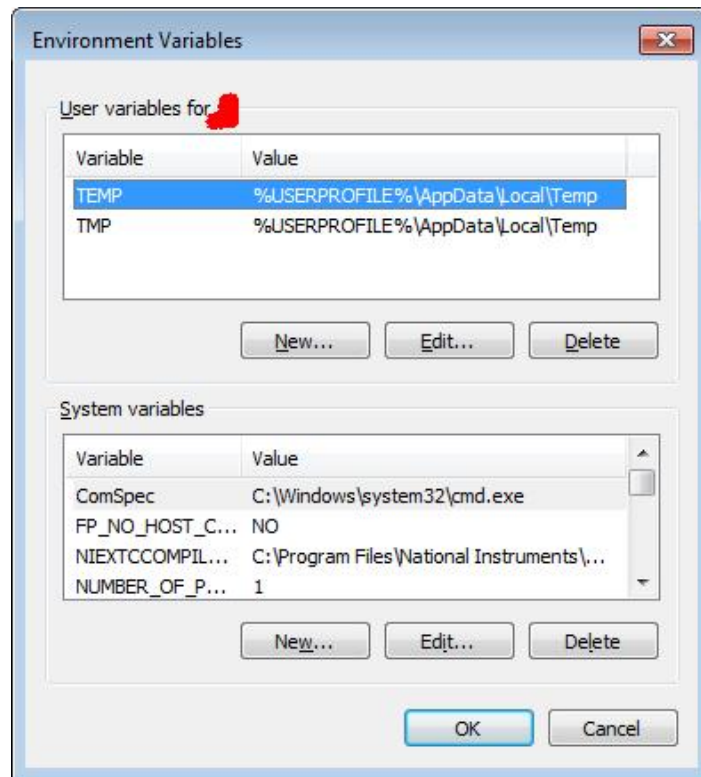 Environment Variables
User variables for
Variable Value
TEMP %USERPROFILE%\AppData\Local\Temp
TMP %USERPROFILE%\AppData\Local\Temp
New... Edit... Delete
System variables
Variable Value
ComSpec C:\Windows\system32\cmd.exe
FP_NO_HOST_C... NO
NIEXTCCOMPIL... C:\Program Files\National Instruments\...
NUMBER_OF_P... 1
New... Edit... Delete
OK Cancel